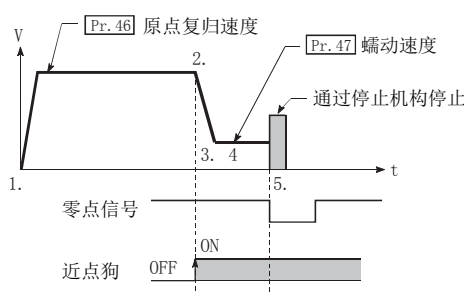 V
Pr.46 原点复归速度
2.
Pr.47 蠕动速度
通过停止机构停止
3. 4
t
1.
5.
零点信号
ON
近点狗 OFF